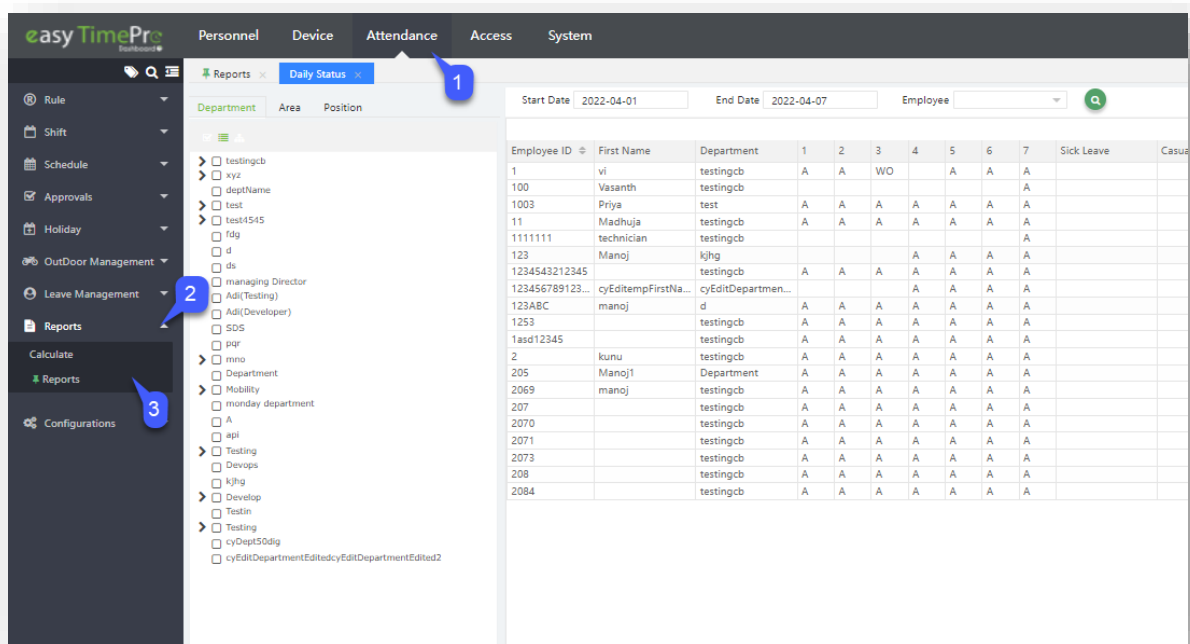 easy TimePro Personnel Device Attendance Access System
Dashboard
Reports × Daily Status ×
1
Rule
Shift
Schedule
Approvals
Holiday
OutDoor Management
Leave Management
2
Reports
Calculate
Reports
3
Configurations
Department Area Position
testingcb
xyz
deptName
test
test4545
fdg
d
ds
managing Director
Adi(Testing)
Adi(Developer)
SDS
pqr
mno
Department
Mobility
monday department
A
api
Testing
Devops
kjhg
Develop
Testin
Testing
cyDept50dig
cyEditDepartmentEditedcyEditDepartmentEdited2
Start Date 2022-04-01 End Date 2022-04-07 Employee
Employee ID First Name Department 1 2 3 4 5 6 7 Sick Leave Casua
1 vi testingcb A A WO A A A
100 Vasanth testingcb A
1003 Priya test A A A A A A A
11 Madhuja testingcb A A A A A A A
1111111 technician testingcb A
123 Manoj kjhg A A A A
1234543212345 testingcb A A A A A A A
123456789123... cyEditempFirstNa... cyEditDepartmen... A A A A
123ABC manoj d A A A A A A A
1253 testingcb A A A A A A A
1asd12345 testingcb A A A A A A A
2 kunu testingcb A A A A A A A
205 Manoj1 Department A A A A A A A
2069 manoj testingcb A A A A A A A
207 testingcb A A A A A A A
2070 testingcb A A A A A A A
2071 testingcb A A A A A A A
2073 testingcb A A A A A A A
208 testingcb A A A A A A A
2084 testingcb A A A A A A A